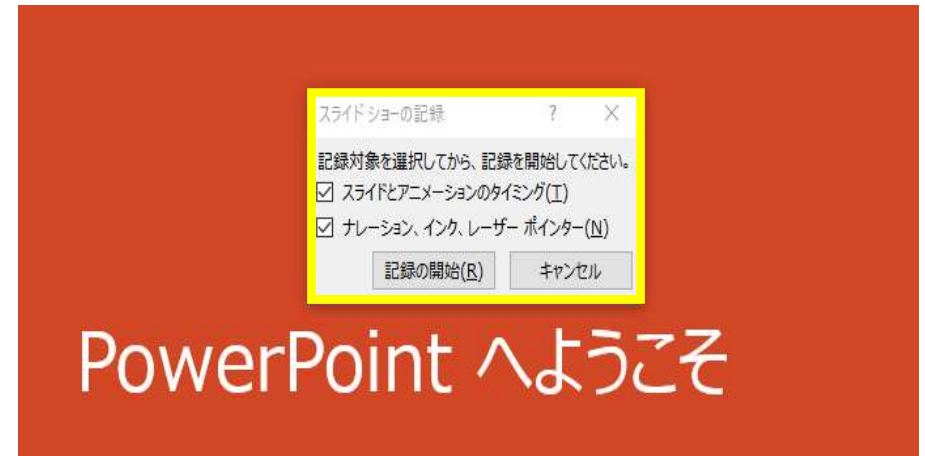 スライド ショーの記録 ? ×
記録対象を選択してから、記録を開始してください。
スライドとアニメーションのタイミング(T)
ナレーション、インク、レーザー ポインター(N)
記録の開始(R) キャンセル
PowerPoint へようこそ